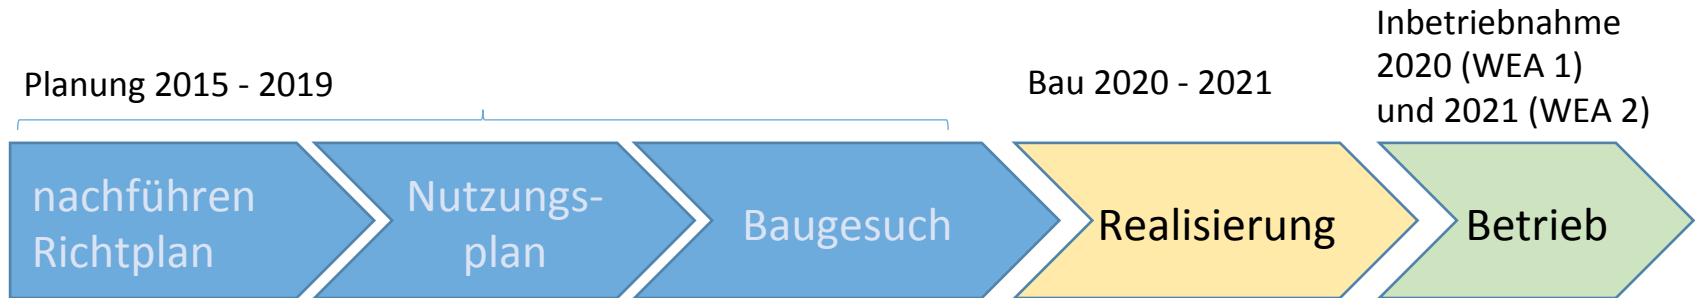 Planung 2015 - 2019
Bau 2020 - 2021
Inbetriebnahme
2020 (WEA 1)
und 2021 (WEA 2)
nachführen
Richtplan
Nutzungs-
plan
Baugesuch
Realisierung
Betrieb